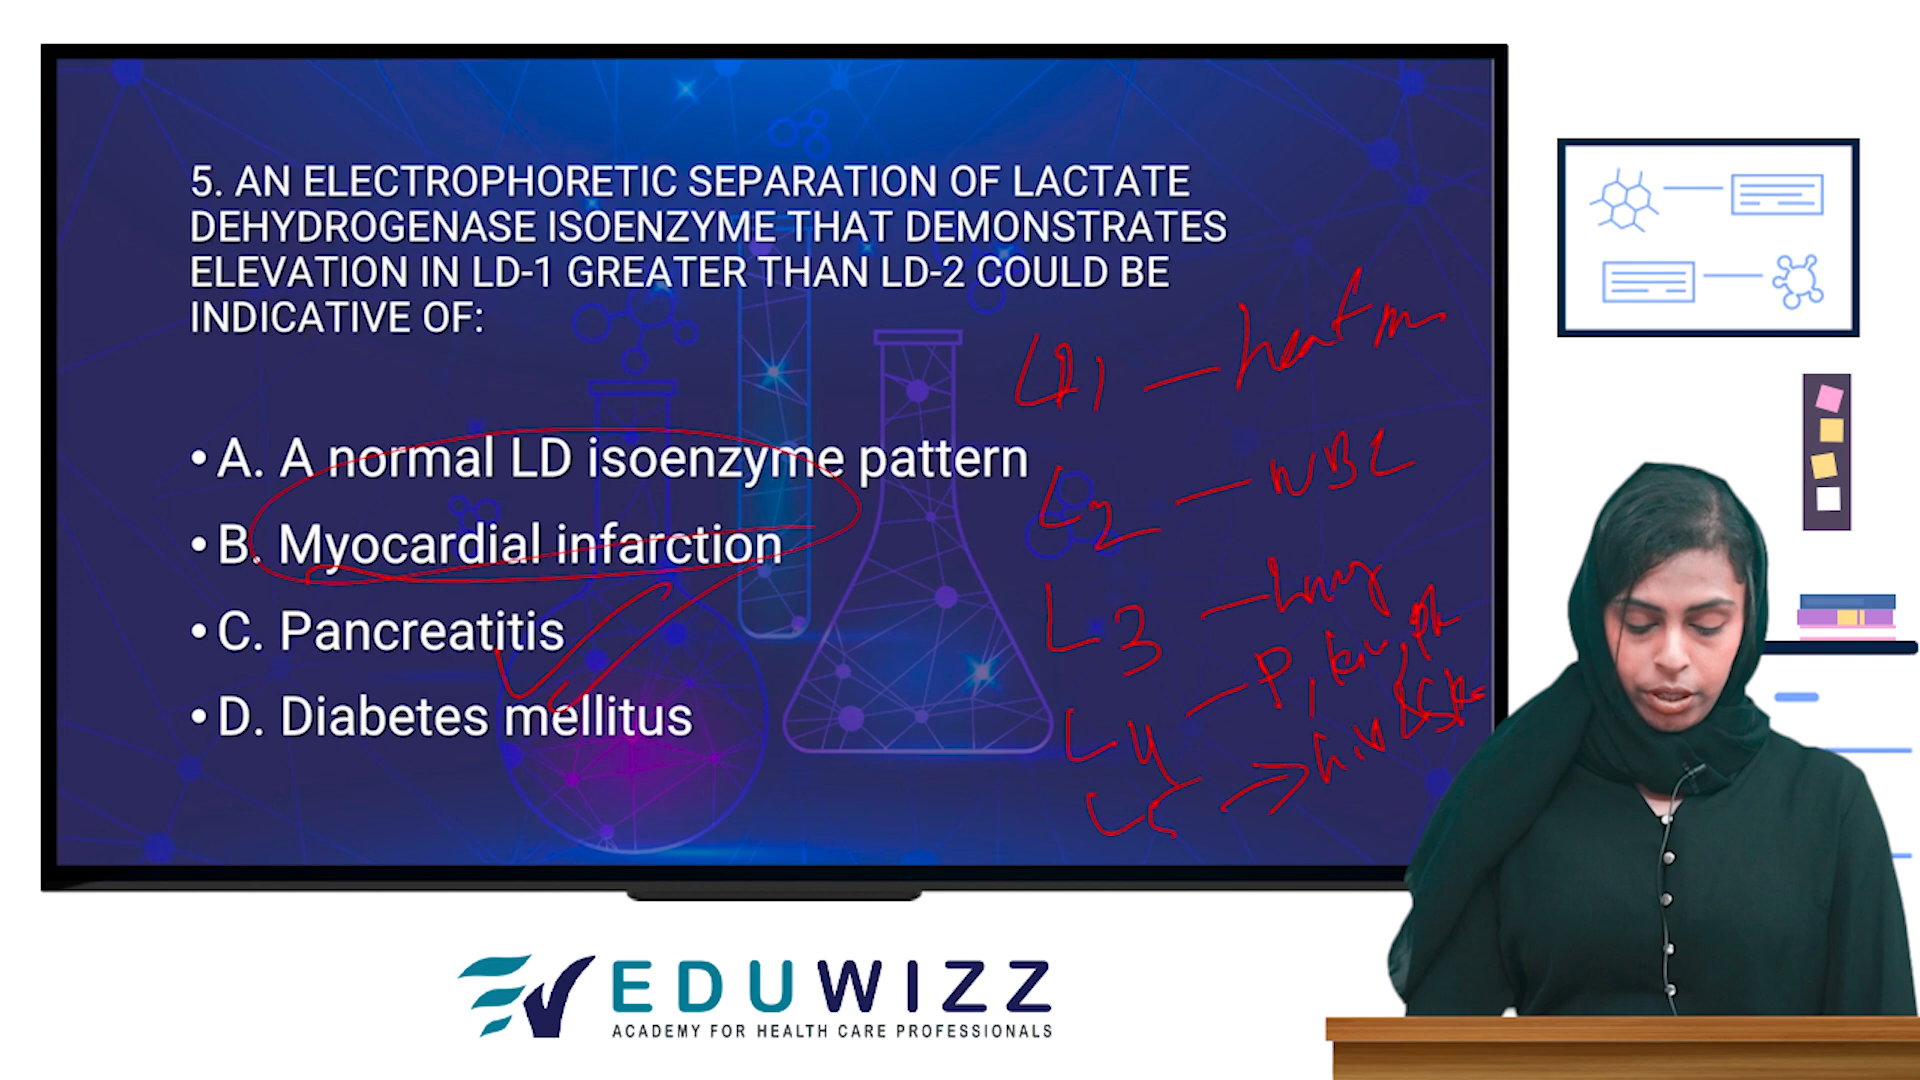 5. AN ELECTROPHORETIC SEPARATION OF LACTATE
DEHYDROGENASE ISOENZYME THAT DEMONSTRATES
ELEVATION IN LD-1 GREATER THAN LD-2 COULD BE
INDICATIVE OF:
• A. A normal LD isoenzyme pattern
• B. Myocardial infarction
• C. Pancreatitis
• D. Diabetes mellitus
L2 — WBC
L3 — Lung
L4 — P,
L5
EDUWIZZ
ACADEMY FOR HEALTH CARE PROFESSIONALS